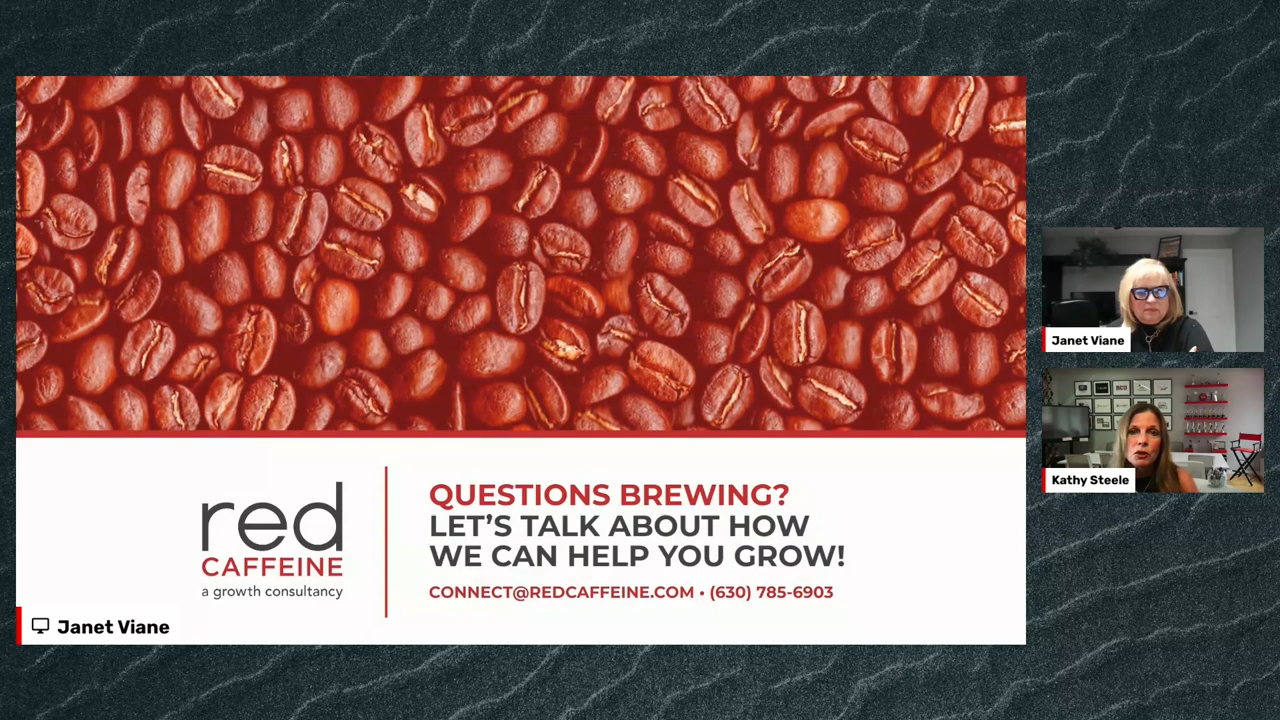 red
CAFFEINE
a growth consultancy
QUESTIONS BREWING?
LET'S TALK ABOUT HOW
WE CAN HELP YOU GROW!
CONNECT@REDCAFFEINE.COM • (630) 785-6903
Janet Viane
Janet Viane
Kathy Steele